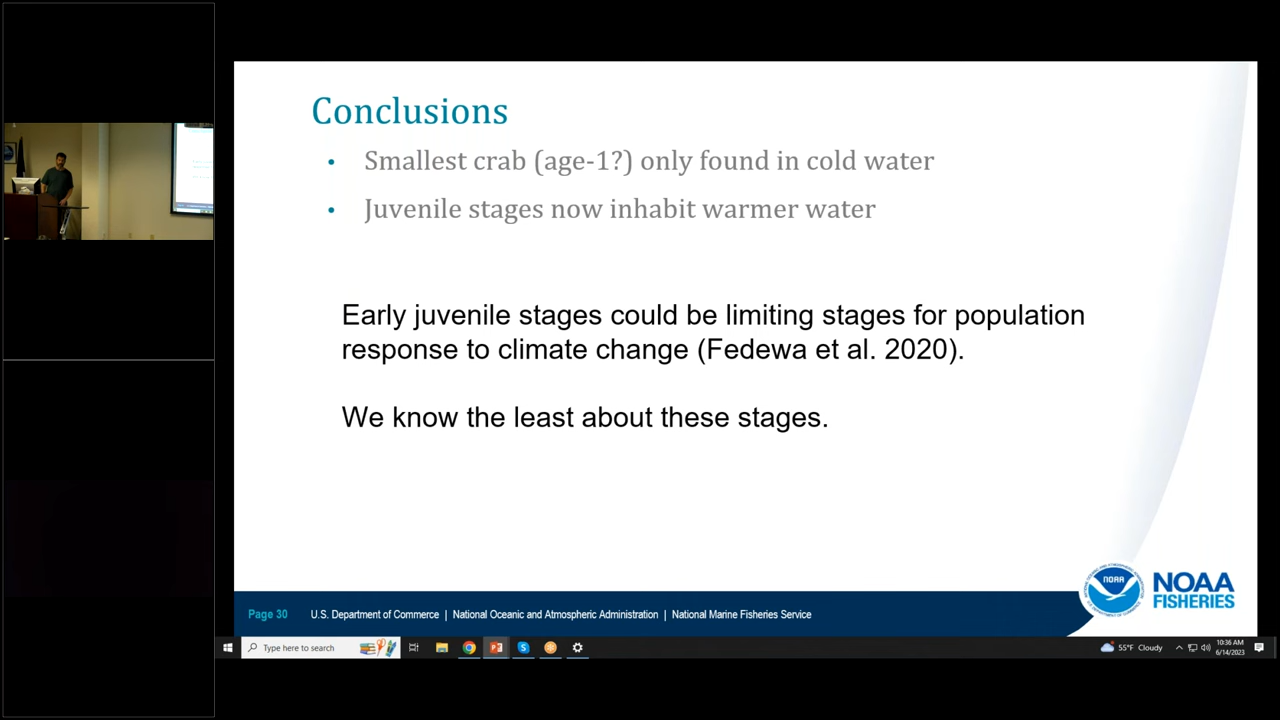 Conclusions
• Smallest crab (age-1?) only found in cold water
• Juvenile stages now inhabit warmer water
Early juvenile stages could be limiting stages for population
response to climate change (Fedewa et al. 2020).
We know the least about these stages.
NOAA
NOAA
FISHERIES
Page 30 U.S. Department of Commerce | National Oceanic and Atmospheric Administration | National Marine Fisheries Service
Type here to search
55°F Cloudy
10:36 AM
6/14/2023